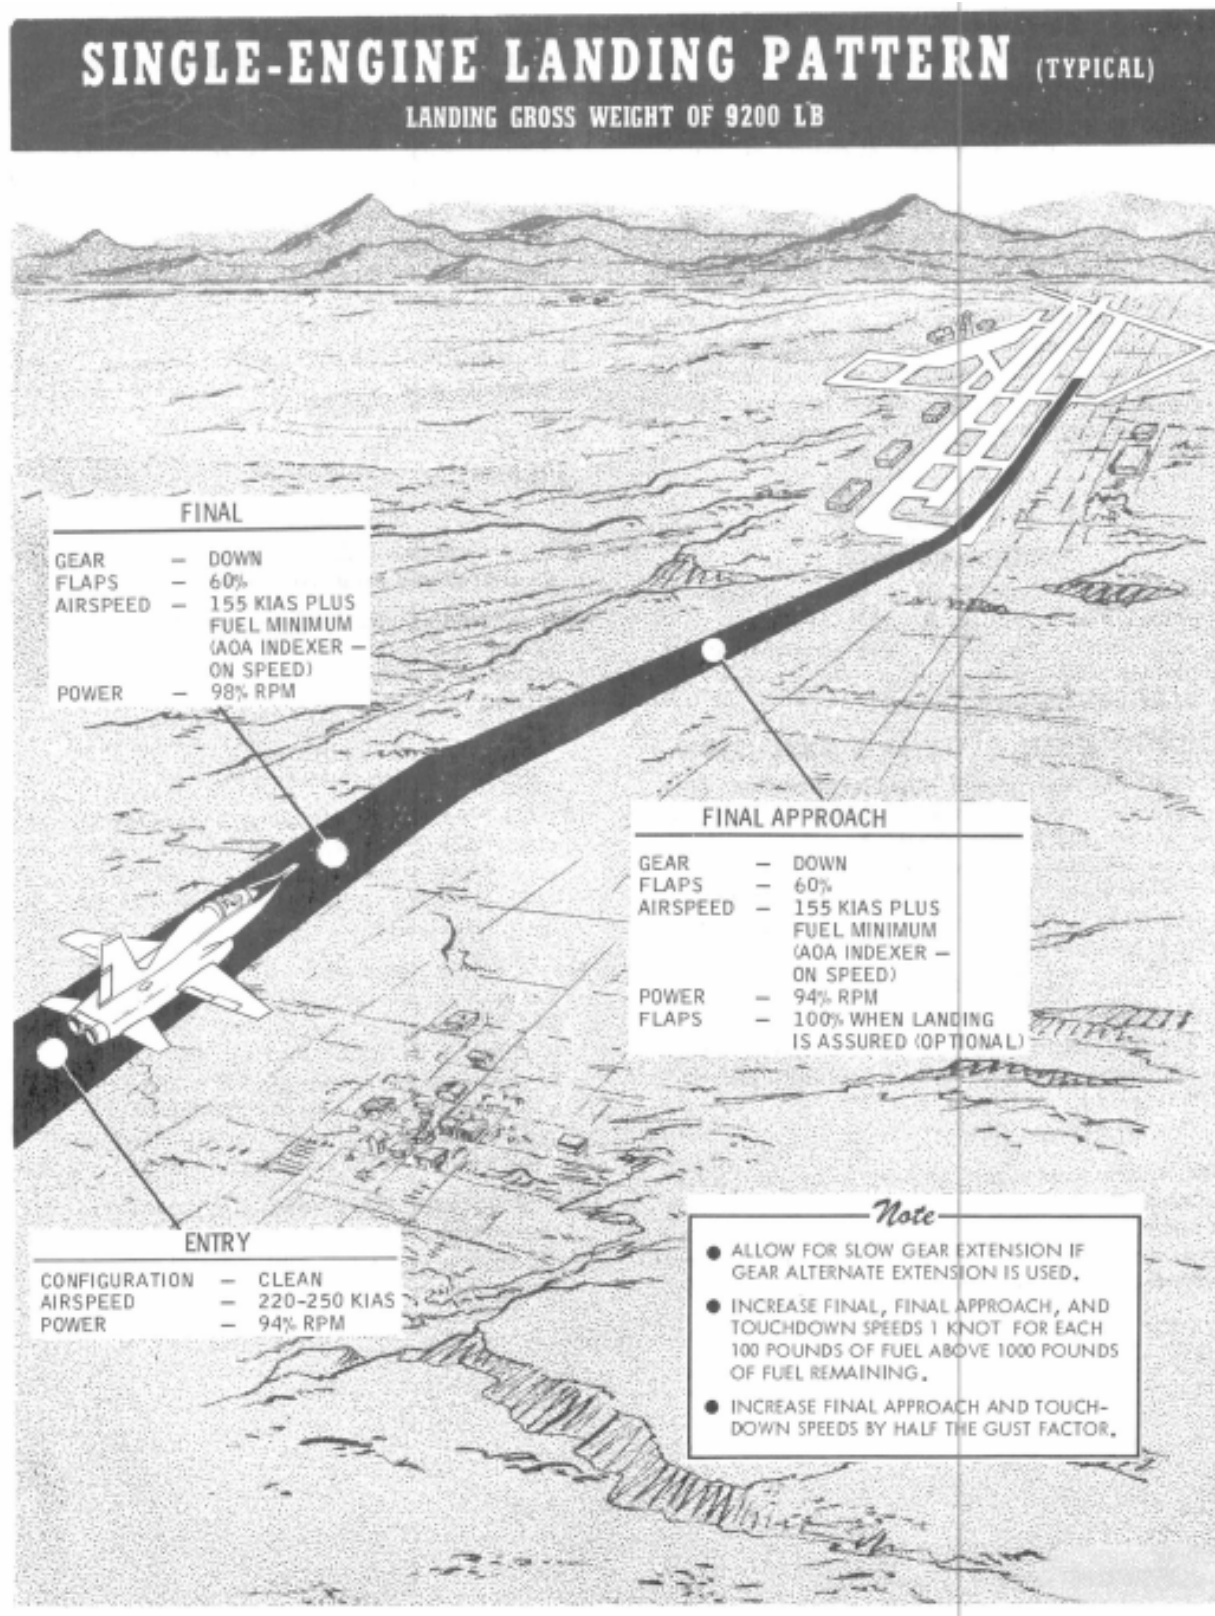 SINGLE-ENGINE LANDING PATTERN (TYPICAL)
LANDING GROSS WEIGHT OF 9200 LB
FINAL
GEAR — DOWN
FLAPS — 60%
AIRSPEED — 155 KIAS PLUS
FUEL MINIMUM
(AOA INDEXER —
ON SPEED)
POWER — 98% RPM
FINAL APPROACH
GEAR — DOWN
FLAPS — 60%
AIRSPEED — 155 KIAS PLUS
FUEL MINIMUM
(AOA INDEXER —
ON SPEED)
POWER — 94% RPM
FLAPS — 100% WHEN LANDING
IS ASSURED (OPTIONAL)
ENTRY
CONFIGURATION — CLEAN
AIRSPEED — 220-250 KIAS
POWER — 94% RPM
Note
● ALLOW FOR SLOW GEAR EXTENSION IF
GEAR ALTERNATE EXTENSION IS USED.
● INCREASE FINAL, FINAL APPROACH, AND
TOUCHDOWN SPEEDS 1 KNOT FOR EACH
100 POUNDS OF FUEL ABOVE 1000 POUNDS
OF FUEL REMAINING.
● INCREASE FINAL APPROACH AND TOUCH-
DOWN SPEEDS BY HALF THE GUST FACTOR.